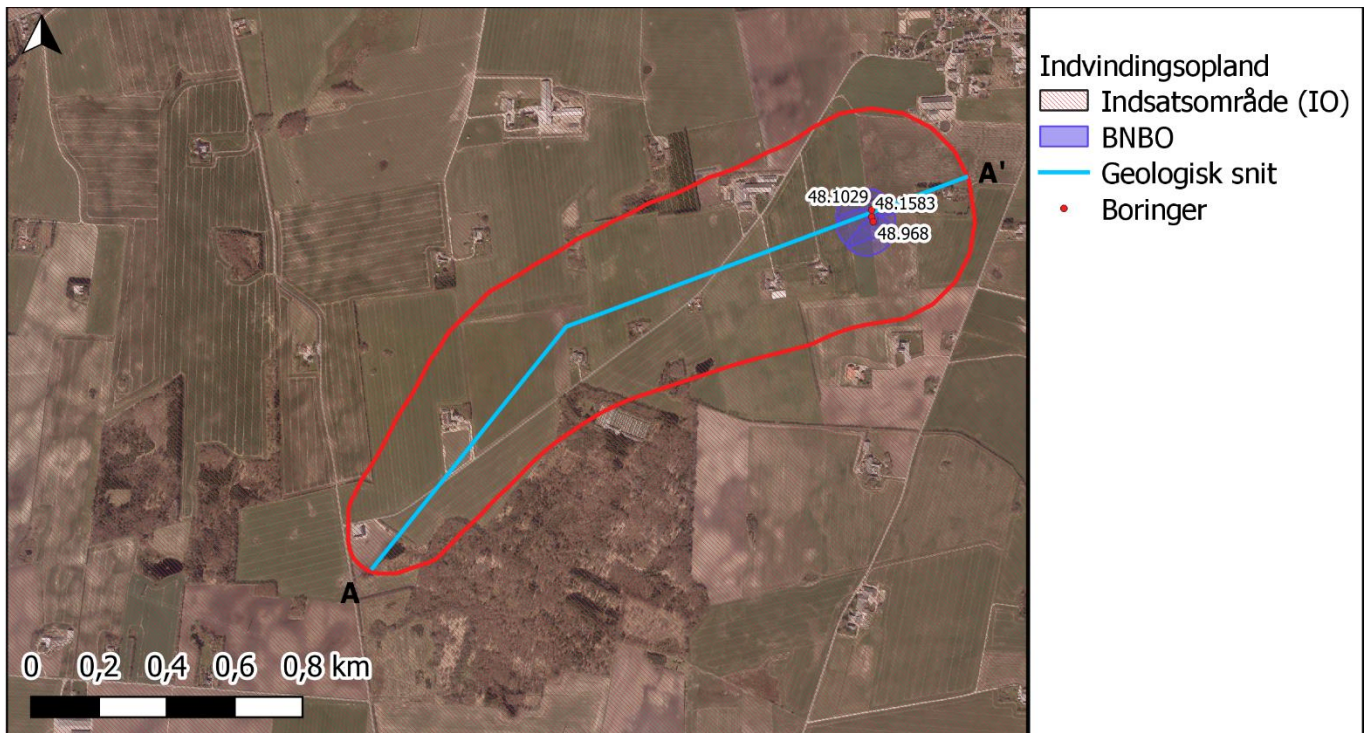 Indvindingsopland
Indsatsområde (IO)
BNBO
Geologisk snit
Boringer
A'
48.1029 48.1583
48.968
A
0 0,2 0,4 0,6 0,8 km